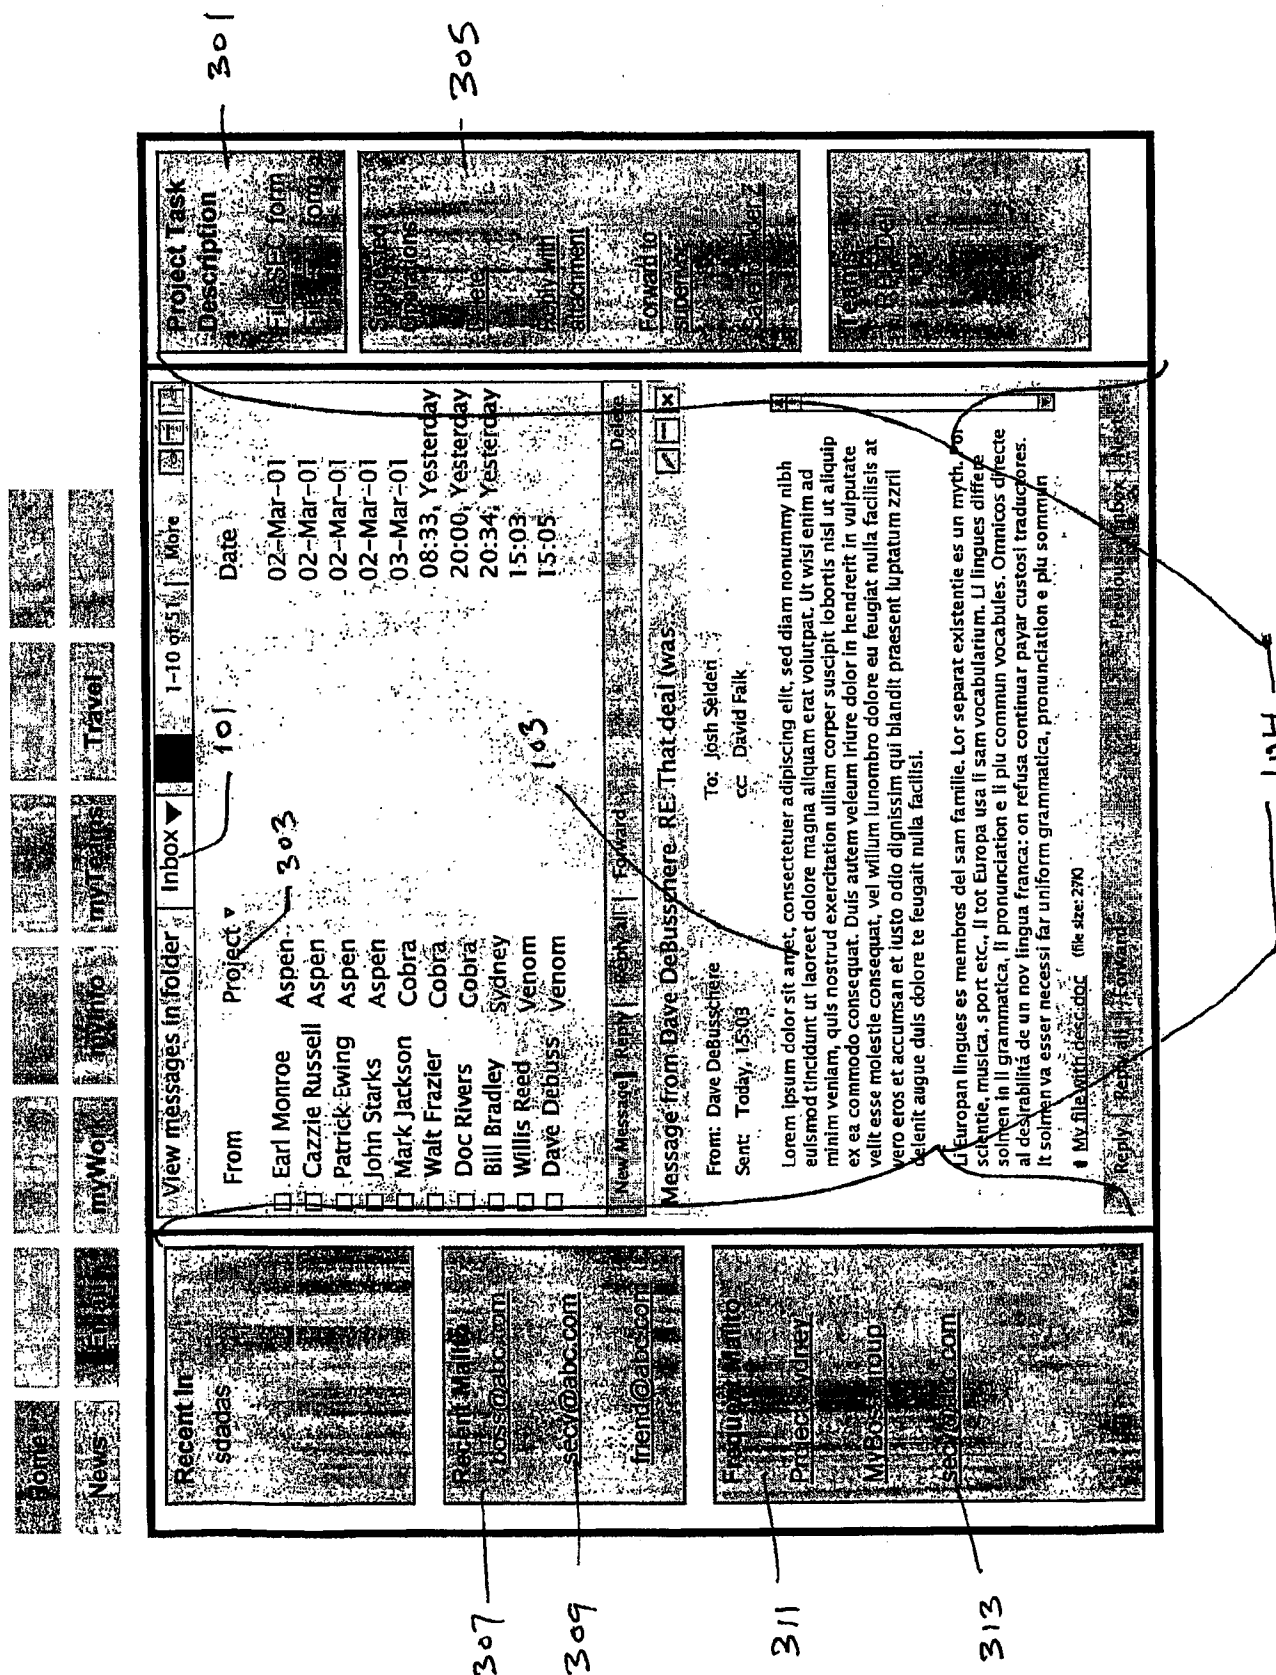 Home
News
EMail
myWork
myInfo
myTeams
Travel
Recent In
sdadas
Recent Mailto
boss@abc.com
secy@abc.com
friend@abc.com
Frequent Mailto
Project Sydney
MyBossGroup
307
309
311
313
View messages in folder Inbox ▼ 1-10 of 51 | More
101
From Project ▾ Date
303
Earl Monroe Aspen 02-Mar-01
Cazzie Russell Aspen 02-Mar-01
Patrick Ewing Aspen 02-Mar-01
John Starks Aspen 02-Mar-01
Mark Jackson Cobra 03-Mar-01
Walt Frazier Cobra 08:33, Yesterday
Doc Rivers Cobra 20:00, Yesterday
Bill Bradley Sydney 20:34, Yesterday
Willis Reed Venom 15:03
Dave Debuss Venom 15:05
103
New Message | Reply | Reply all | Forward Delete
Message from Dave DeBusschere. RE: That deal (was...
From: Dave DeBusschere To: Josh Selden
Sent: Today, 15:03 cc: David Falk
Lorem ipsum dolor sit amet, consectetuer adipiscing elit, sed diam nonummy nibh
euismod tincidunt ut laoreet dolore magna aliquam erat volutpat. Ut wisi enim ad
minim veniam, quis nostrud exercitation ulliam corper suscipit lobortis nisl ut aliquip
ex ea commodo consequat. Duis autem veleum iriure dolor in hendrerit in vulputate
velit esse molestie consequat, vel willum lunombro dolore eu feugiat nulla facilisis at
vero eros et accumsan et iusto odio dignissim qui blandit praesent luptatum zzril
delenit augue duis dolore te feugait nulla facilisi.
Li Europan lingues es membros del sam familie. Lor separat existentie es un myth. Por
scientie, musica, sport etc., li tot Europa usa li sam vocabularium. Li lingues differe
solmen in li grammatica, li pronunciation e li plu commun vocabules. Omnicos directe
al desirabilitá de un nov lingua franca: on refusa continuar payar custosi traductores.
It solmen va esser necessi far uniform grammatica, pronunciation e plu sommun
My file with desc.doc (file size: 27K)
Reply | Reply all | Forward Previous | Inbox | Next
Project Task
Description
File SEC form
301
Suggested
Operations
Delete
Reply with
attachment
Forward to
supervisor
305
Teams